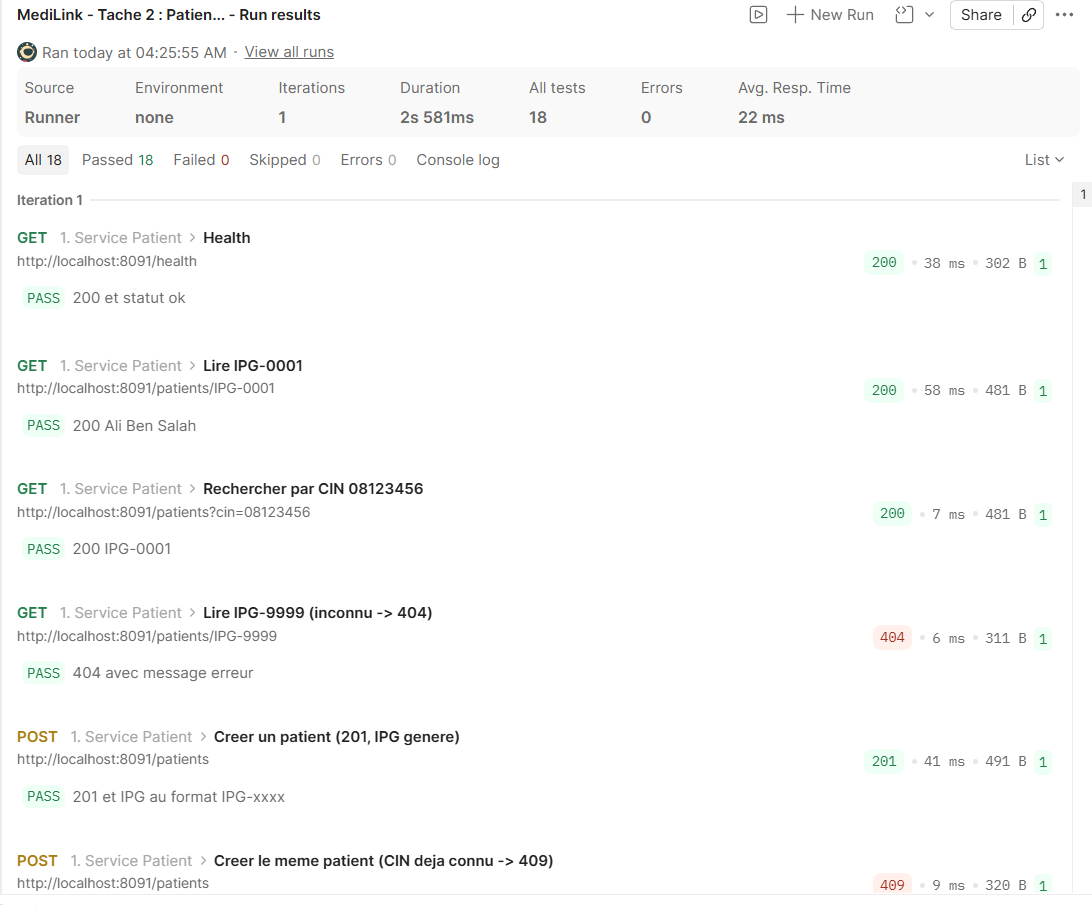 MediLink - Tache 2 : Patien... - Run results
New Run
Share
Ran today at 04:25:55 AM · View all runs
Source Environment Iterations Duration All tests Errors Avg. Resp. Time
Runner none 1 2s 581ms 18 0 22 ms
All 18 Passed 18 Failed 0 Skipped 0 Errors 0 Console log List
Iteration 1
1
GET 1. Service Patient > Health
http://localhost:8091/health
200 • 38 ms • 302 B 1
PASS 200 et statut ok
GET 1. Service Patient > Lire IPG-0001
http://localhost:8091/patients/IPG-0001
200 • 58 ms • 481 B 1
PASS 200 Ali Ben Salah
GET 1. Service Patient > Rechercher par CIN 08123456
http://localhost:8091/patients?cin=08123456
200 • 7 ms • 481 B 1
PASS 200 IPG-0001
GET 1. Service Patient > Lire IPG-9999 (inconnu -> 404)
http://localhost:8091/patients/IPG-9999
404 • 6 ms • 311 B 1
PASS 404 avec message erreur
POST 1. Service Patient > Creer un patient (201, IPG genere)
http://localhost:8091/patients
201 • 41 ms • 491 B 1
PASS 201 et IPG au format IPG-xxxx
POST 1. Service Patient > Creer le meme patient (CIN deja connu -> 409)
http://localhost:8091/patients
409 • 9 ms • 320 B 1